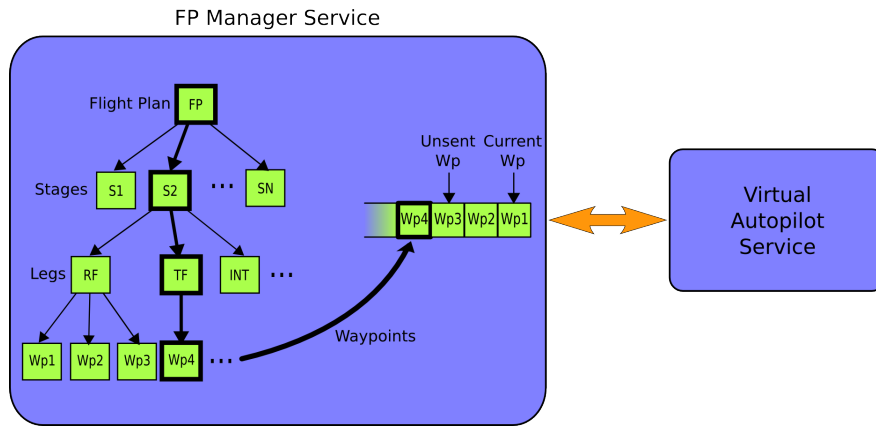 FP Manager Service
Flight Plan
FP
Unsent
Wp
Current
Wp
Stages
S1
S2
...
SN
Wp4
Wp3
Wp2
Wp1
Virtual
Autopilot
Service
Legs
RF
TF
INT
...
Waypoints
Wp1
Wp2
Wp3
Wp4
...